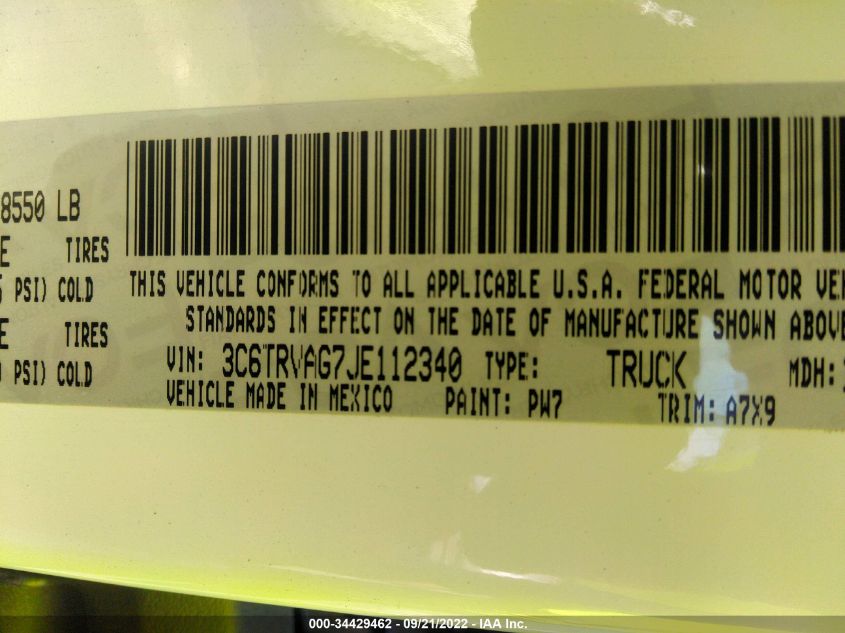 8550 LB
TIRES
PSI) COLD
TIRES
PSI) COLD
THIS VEHICLE CONFORMS TO ALL APPLICABLE U.S.A. FEDERAL MOTOR VE
STANDARDS IN EFFECT ON THE DATE OF MANUFACTURE SHOWN ABOVE
VIN: 3C6TRVAG7JE112340 TYPE: TRUCK MDH:
VEHICLE MADE IN MEXICO PAINT: PW7 TRIM: A7X9
000-34429462 - 09/21/2022 - IAA Inc.